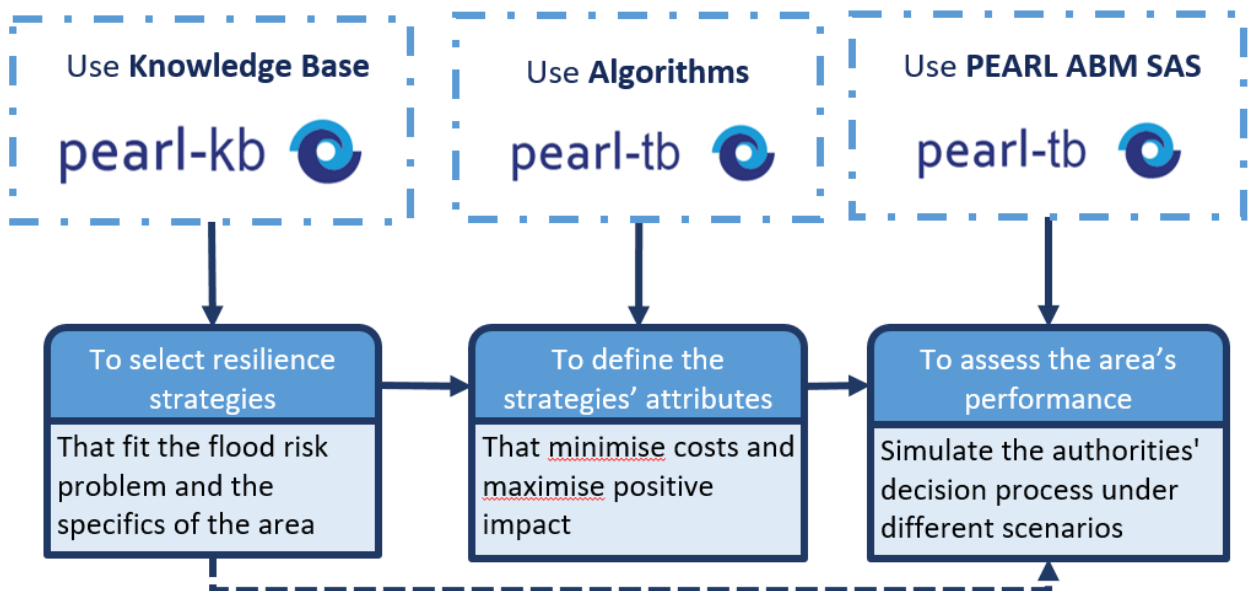 Use Knowledge Base
pearl-kb
Use Algorithms
pearl-tb
Use PEARL ABM SAS
pearl-tb
To select resilience
strategies
That fit the flood risk
problem and the
specifics of the area
To define the
strategies’ attributes
That minimise costs and
maximise positive
impact
To assess the area’s
performance
Simulate the authorities'
decision process under
different scenarios